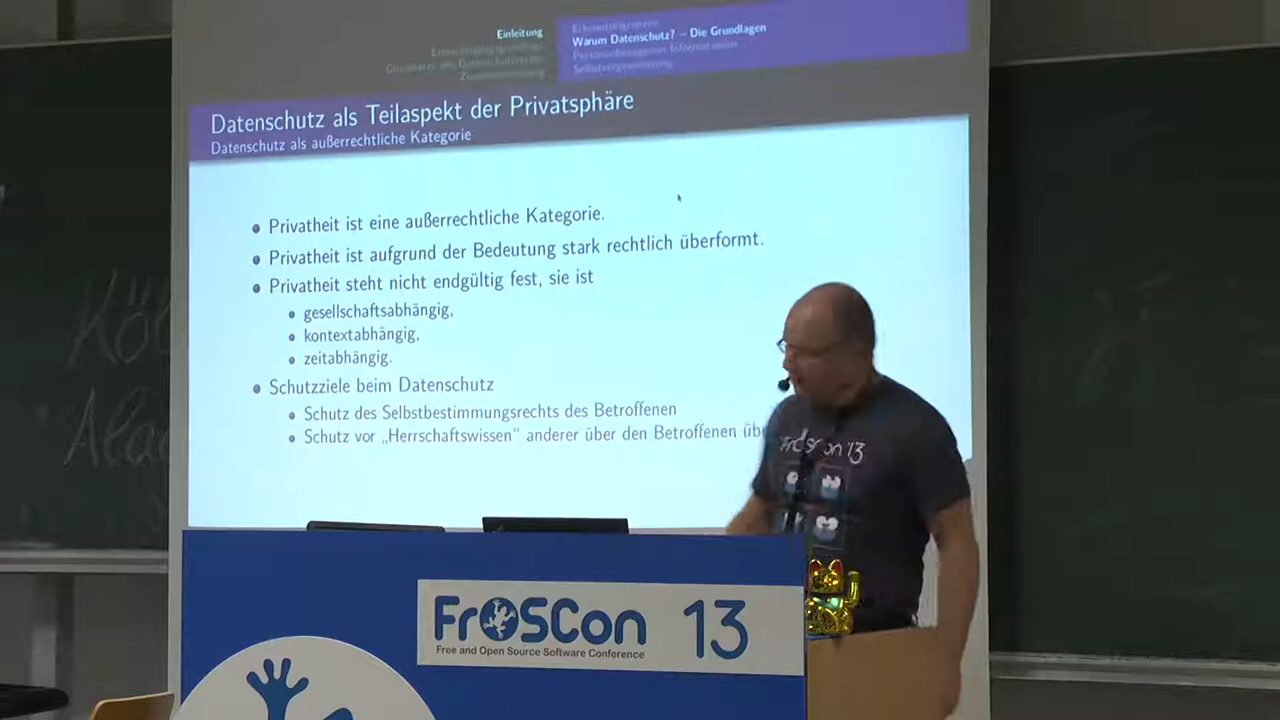 Einleitung
Warum Datenschutz? – Die Grundlagen
Personenbezogene Informationen
Zusammenfassung
Datenschutz als Teilaspekt der Privatsphäre
Datenschutz als außerrechtliche Kategorie
Privatheit ist eine außerrechtliche Kategorie.
Privatheit ist aufgrund der Bedeutung stark rechtlich überformt.
Privatheit steht nicht endgültig fest, sie ist
gesellschaftsabhängig,
kontextabhängig,
zeitabhängig.
Schutzziele beim Datenschutz
Schutz des Selbstbestimmungsrechts des Betroffenen
Schutz vor „Herrschaftswissen“ anderer über den Betroffenen
FrOSCon 13
Free and Open Source Software Conference